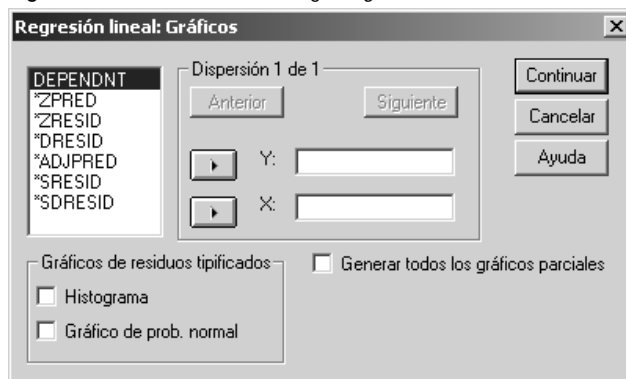 Regresión lineal: Gráficos
DEPENDNT
*ZPRED
*ZRESID
*DRESID
*ADJPRED
*SRESID
*SDRESID
Dispersión 1 de 1
Anterior
Siguiente
Y:
X:
Continuar
Cancelar
Ayuda
Gráficos de residuos tipificados
Histograma
Gráfico de prob. normal
Generar todos los gráficos parciales